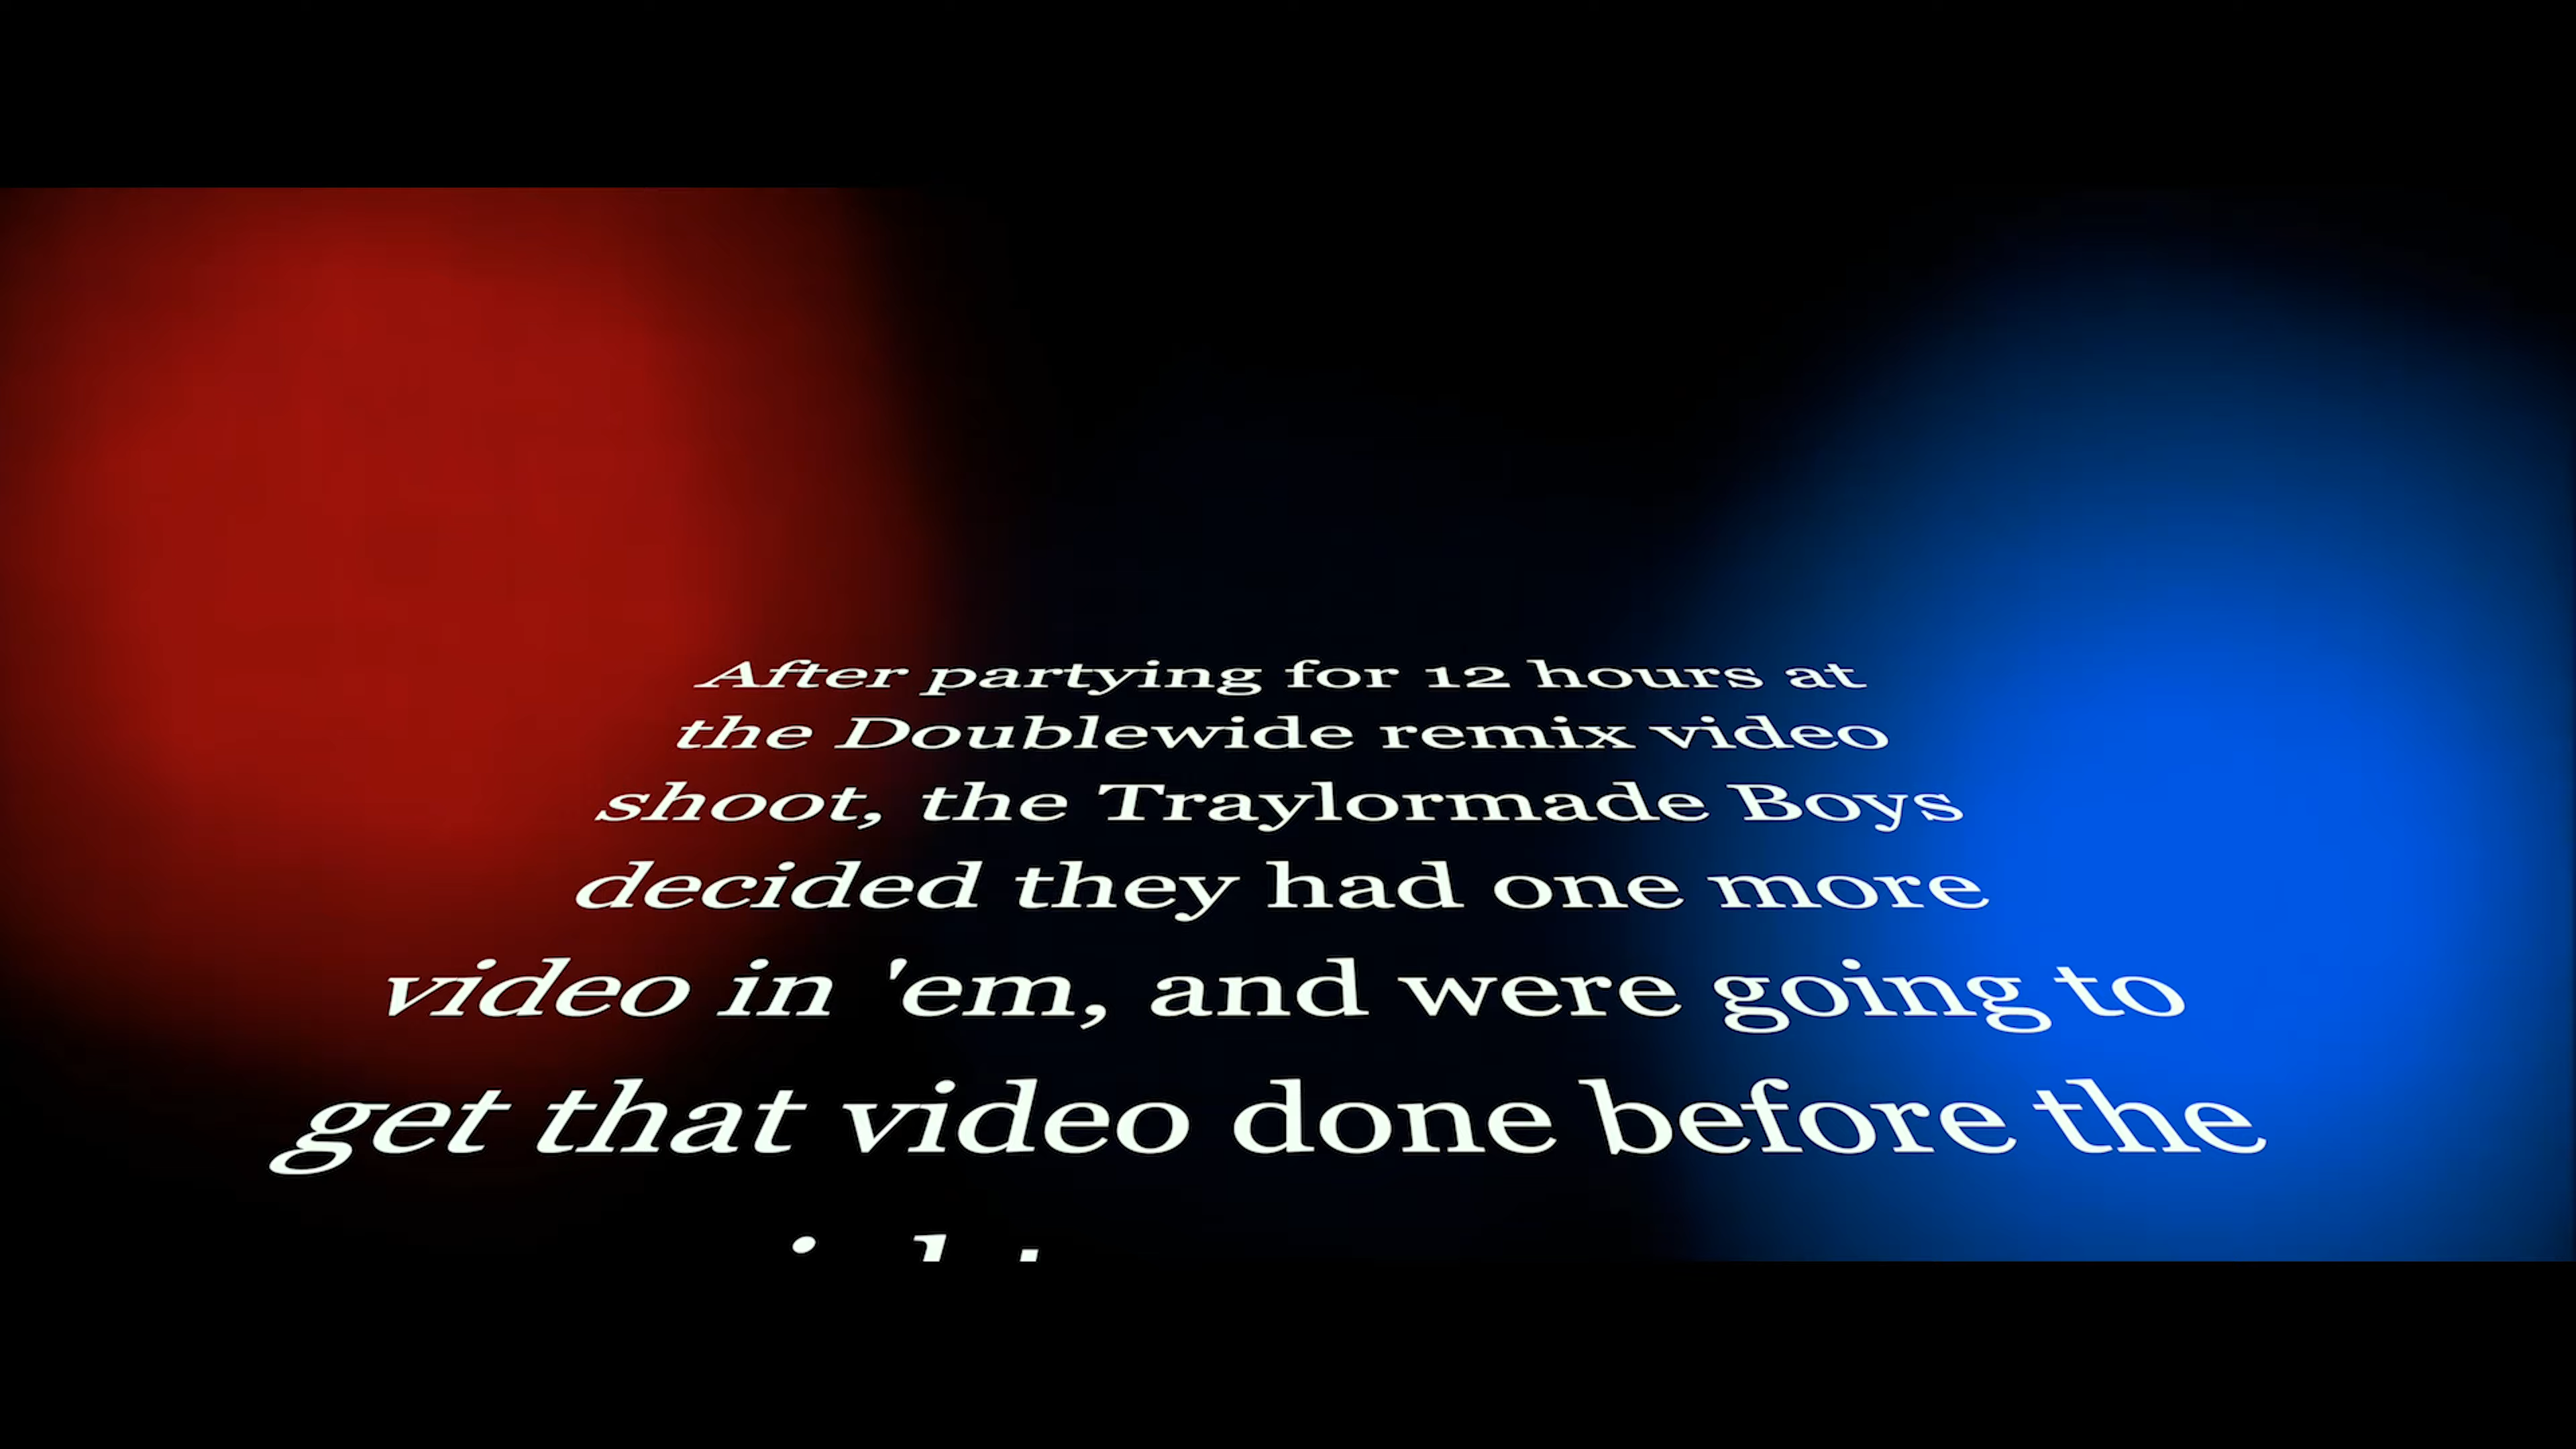 After partying for 12 hours at
the Doublewide remix video
shoot, the Traylormade Boys
decided they had one more
video in 'em, and were going to
get that video done before the